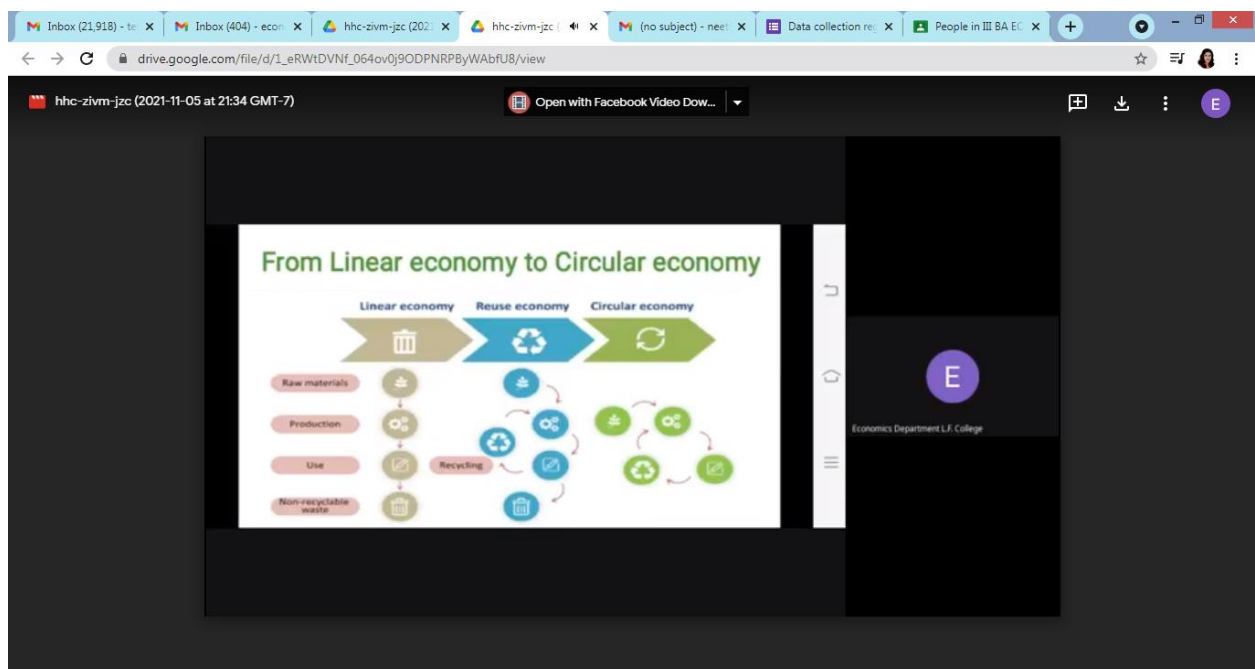 Inbox (21,918) - te
Inbox (404) - econ
hhc-zivm-jzc (2021
hhc-zivm-jzc (
(no subject) - neet
Data collection re
People in III BA EC
drive.google.com/file/d/1_eRWtDVNf_064ov0j9ODPNRPByWAbfU8/view
hhc-zivm-jzc (2021-11-05 at 21:34 GMT-7)
Open with Facebook Video Dow...
E
From Linear economy to Circular economy
Linear economy Reuse economy Circular economy
Raw materials
Production
Use
Recycling
Non-recyclable
waste
E
Economics Department L.F. College